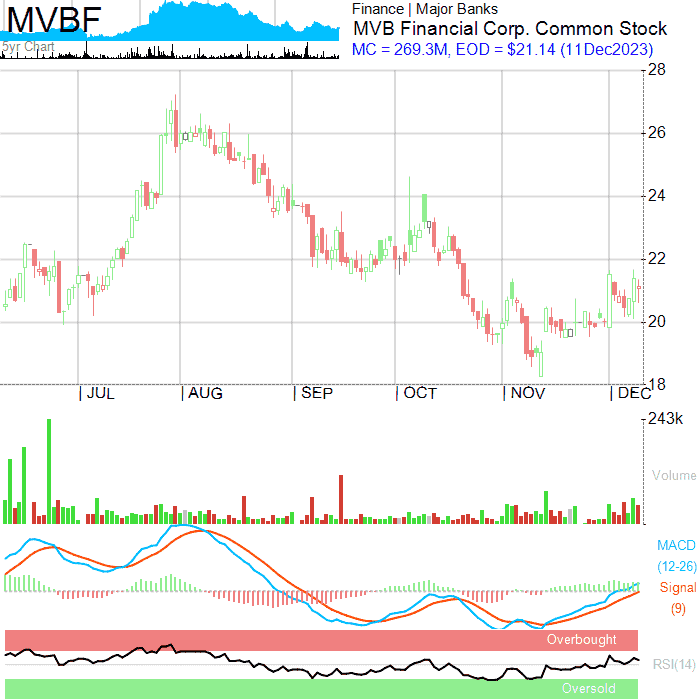 MVBF
5yr Chart
Finance | Major Banks
MVB Financial Corp. Common Stock
MC = 269.3M, EOD = $21.14 (11Dec2023)
28
26
24
22
20
18
| JUL | AUG | SEP | OCT | NOV | DEC
243k
Volume
MACD
(12-26)
Signal
(9)
Overbought
RSI(14)
Oversold